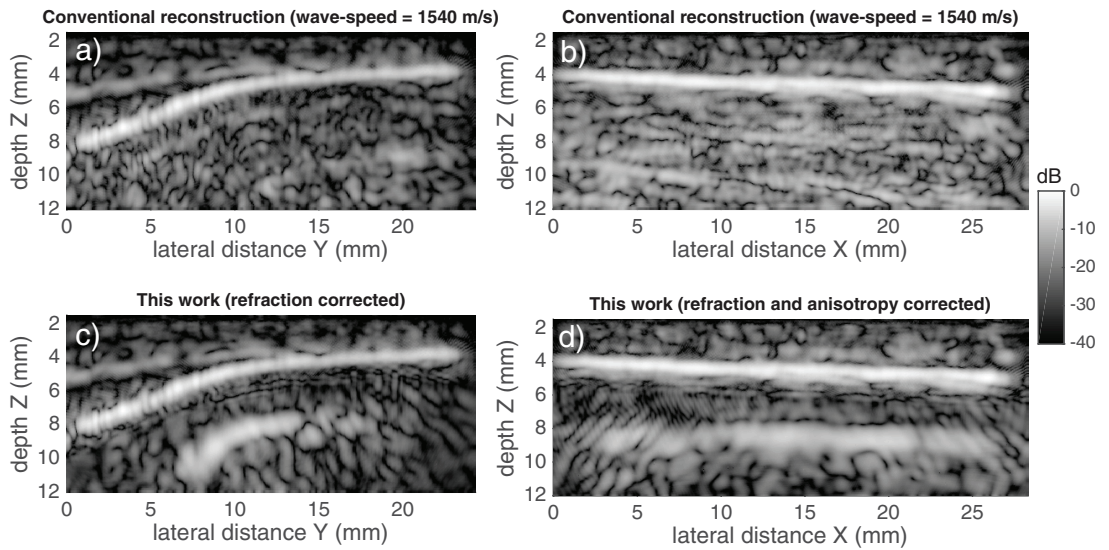 Conventional reconstruction (wave-speed = 1540 m/s)
a)
2
4
6
8
10
12
depth Z (mm)
0 5 10 15 20
lateral distance Y (mm)
Conventional reconstruction (wave-speed = 1540 m/s)
b)
2
4
6
8
10
12
depth Z (mm)
0 5 10 15 20 25
lateral distance X (mm)
dB
0
-10
-20
-30
-40
This work (refraction corrected)
c)
2
4
6
8
10
12
depth Z (mm)
0 5 10 15 20
lateral distance Y (mm)
This work (refraction and anisotropy corrected)
d)
2
4
6
8
10
12
depth Z (mm)
0 5 10 15 20 25
lateral distance X (mm)